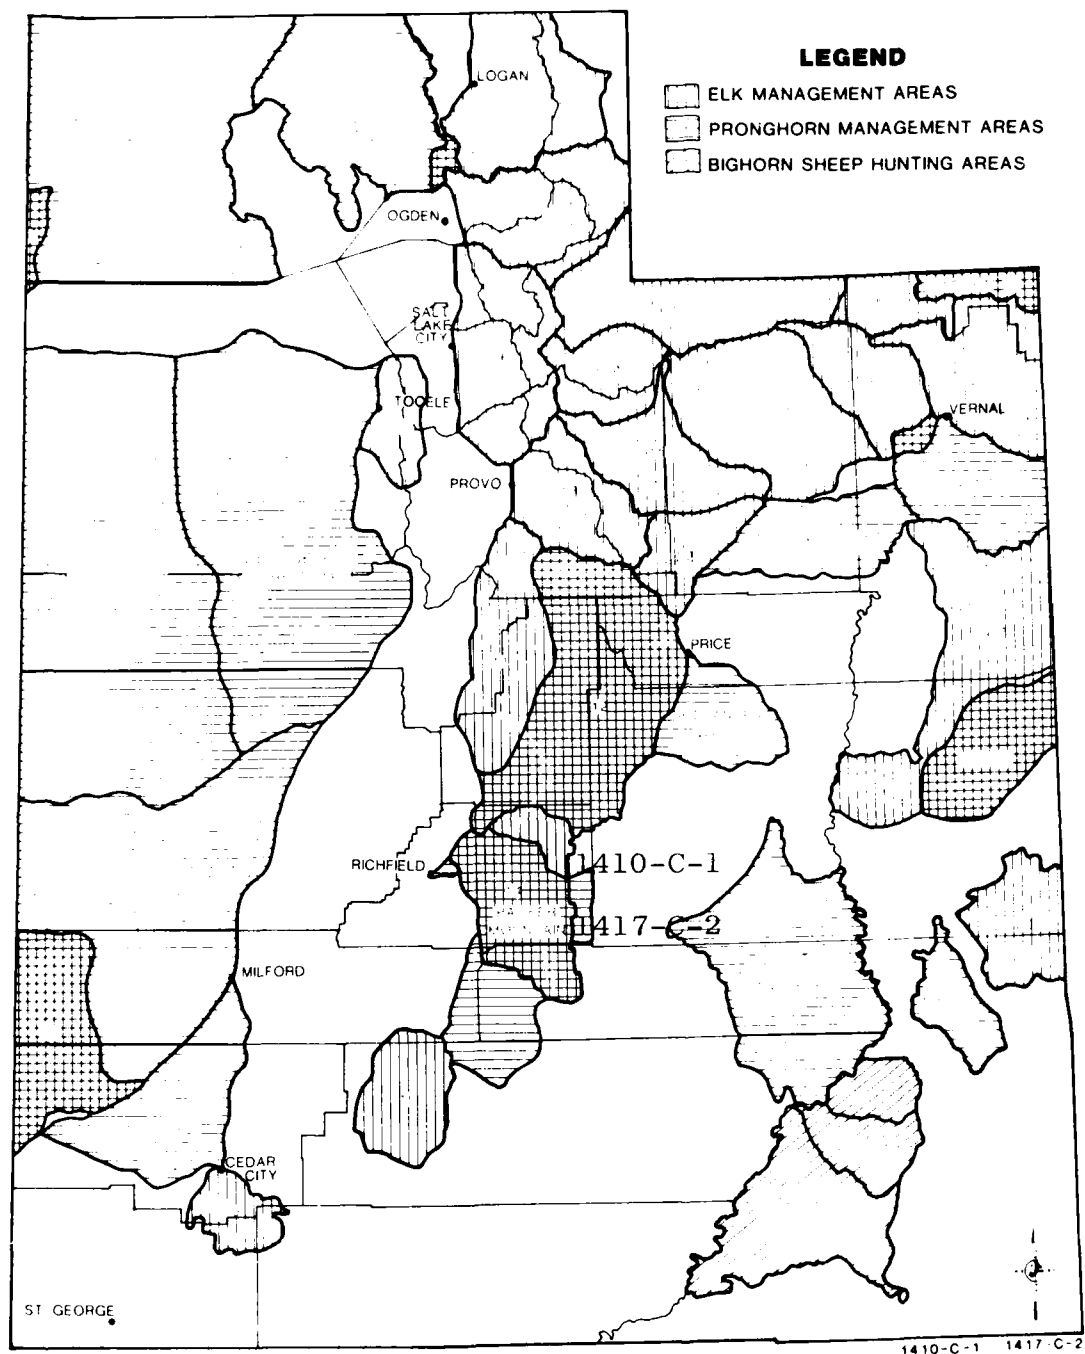 LEGEND
ELK MANAGEMENT AREAS
PRONGHORN MANAGEMENT AREAS
BIGHORN SHEEP HUNTING AREAS
LOGAN
OGDEN
SALT
LAKE
CITY
TOOELE
VERNAL
PROVO
PRICE
RICHFIELD
1410-C-1
1417-C-2
MILFORD
CEDAR
CITY
ST GEORGE
1410-C-1 1417-C-2